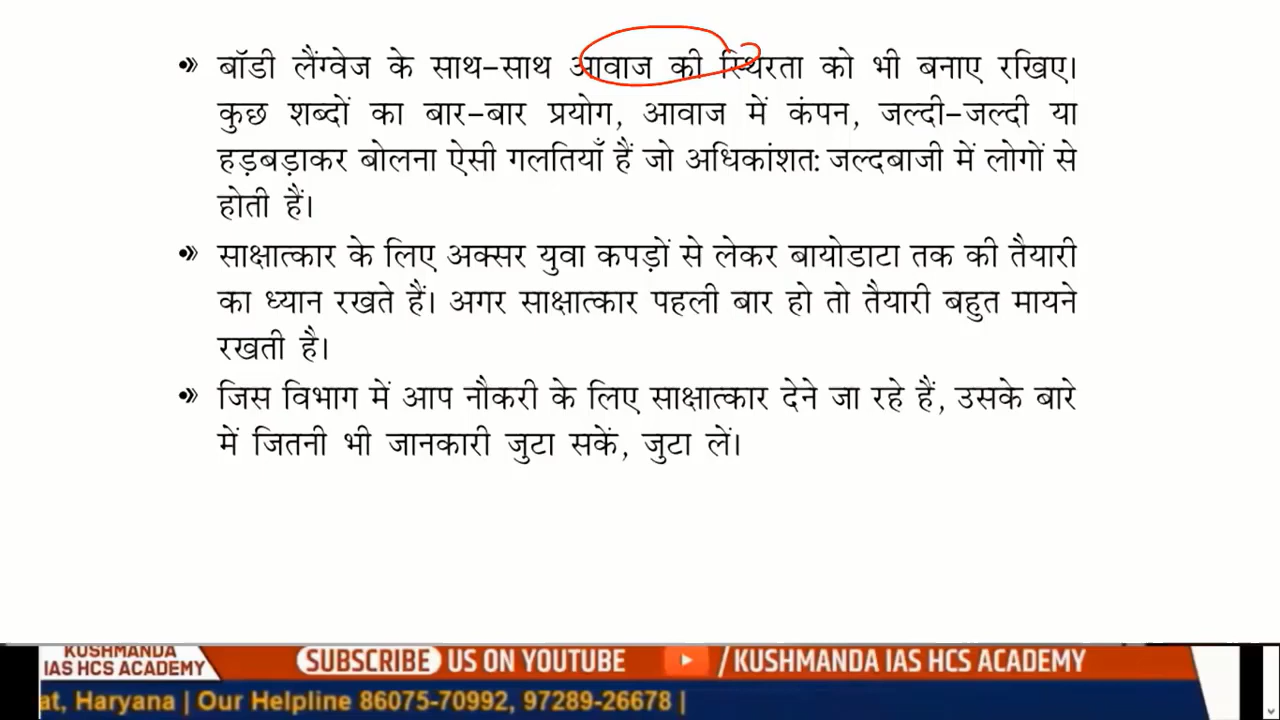 बॉडी लैंग्वेज के साथ-साथ आवाज की स्थिरता को भी बनाए रखिए।
कुछ शब्दों का बार-बार प्रयोग, आवाज में कंपन, जल्दी-जल्दी या
हड़बड़ाकर बोलना ऐसी गलतियाँ हैं जो अधिकांशत: जल्दबाजी में लोगों से
होती हैं।
साक्षात्कार के लिए अक्सर युवा कपड़ों से लेकर बायोडाटा तक की तैयारी
का ध्यान रखते हैं। अगर साक्षात्कार पहली बार हो तो तैयारी बहुत मायने
रखती है।
जिस विभाग में आप नौकरी के लिए साक्षात्कार देने जा रहे हैं, उसके बारे
में जितनी भी जानकारी जुटा सकें, जुटा लें।
KUSHMANDA
IAS HCS ACADEMY
SUBSCRIBE US ON YOUTUBE /KUSHMANDA IAS HCS ACADEMY
at, Haryana | Our Helpline 86075-70992, 97289-26678 |